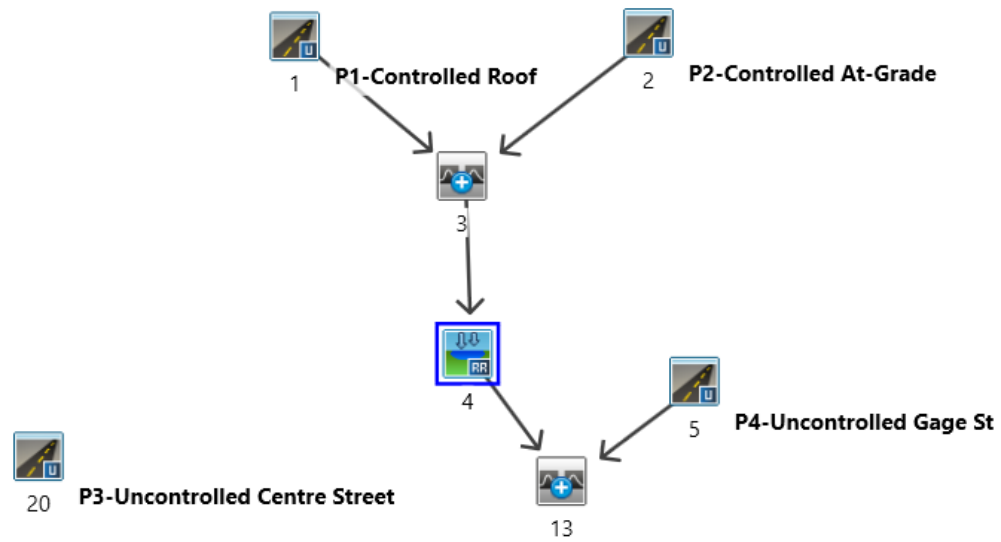 U
U
1
P1-Controlled Roof
2
P2-Controlled At-Grade
3
RR
4
U
5
P4-Uncontrolled Gage St
U
20
P3-Uncontrolled Centre Street
13